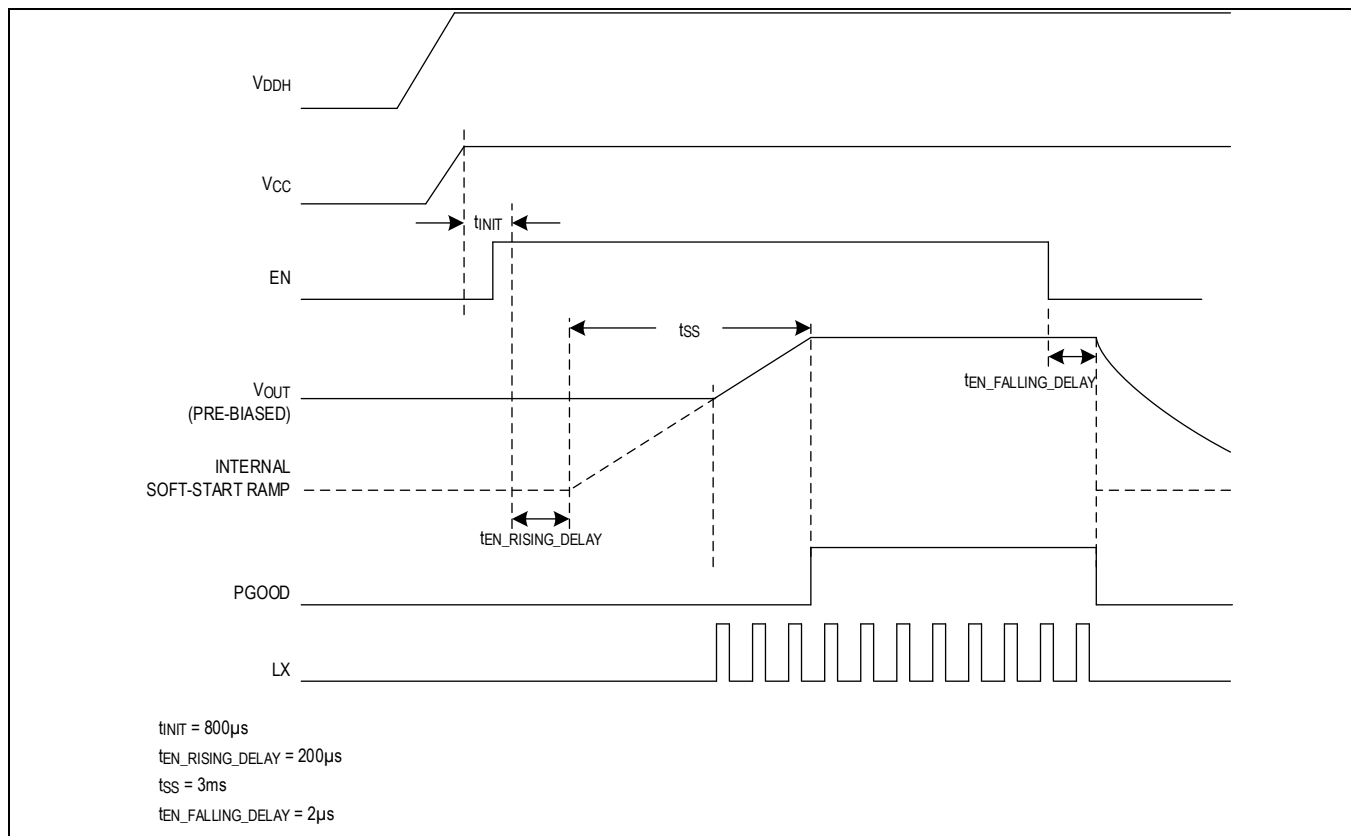 VDDH
VCC
tINIT
EN
tSS
tEN_FALLING_DELAY
VOUT
(PRE-BIASED)
INTERNAL
SOFT-START RAMP
tEN_RISING_DELAY
PGOOD
LX
tINIT = 800µs
tEN_RISING_DELAY = 200µs
tSS = 3ms
tEN_FALLING_DELAY = 2µs